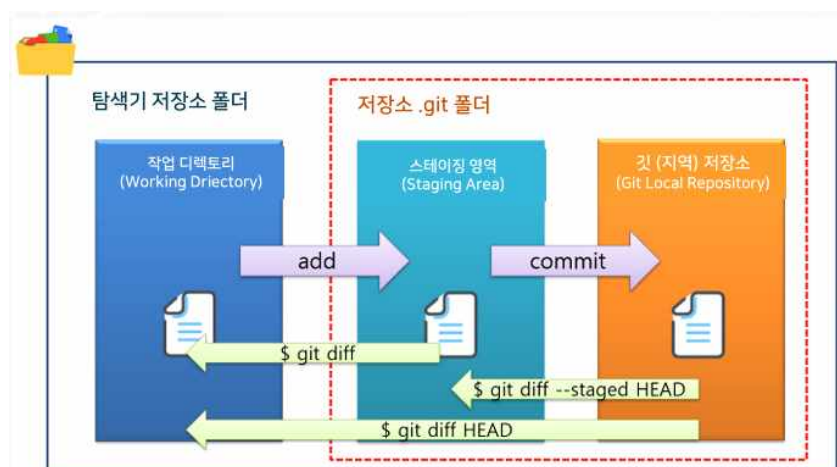 탐색기 저장소 폴더
저장소 .git 폴더
작업 디렉토리
(Working Driectory)
스테이징 영역
(Staging Area)
깃 (지역) 저장소
(Git Local Repository)
add
commit
$ git diff
$ git diff --staged HEAD
$ git diff HEAD